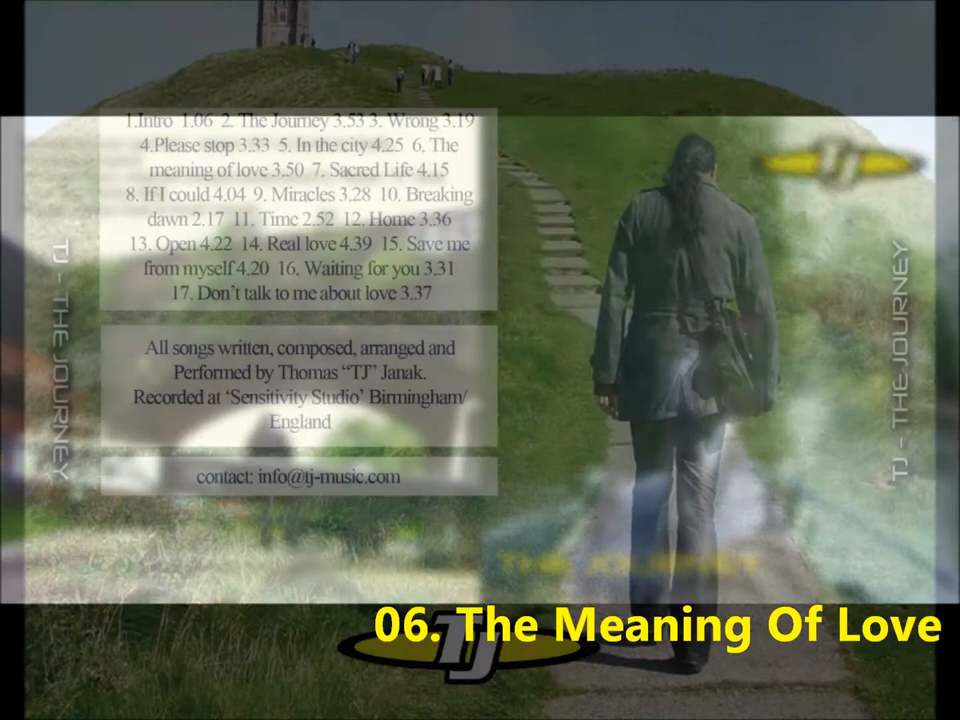 1.Intro 1.06 2. The Journey 3.53 3. Wrong 3.19
4.Please stop 3.33 5. In the city 4.25 6. The
meaning of love 3.50 7. Sacred Life 4.15
8. If I could 4.04 9. Miracles 3.28 10. Breaking
dawn 2.17 11. Time 2.52 12. Home 3.36
13. Open 4.22 14. Real love 4.39 15. Save me
from myself 4.20 16. Waiting for you 3.31
17. Don't talk to me about love 3.37
All songs written, composed, arranged and
Performed by Thomas “TJ” Janak.
Recorded at ‘Sensitivity Studio’ Birmingham/
England
contact: info@tj-music.com
TJ - THE JOURNEY
TJ - THE JOURNEY
TJ
THE JOURNEY
06. The Meaning Of Love
TJ